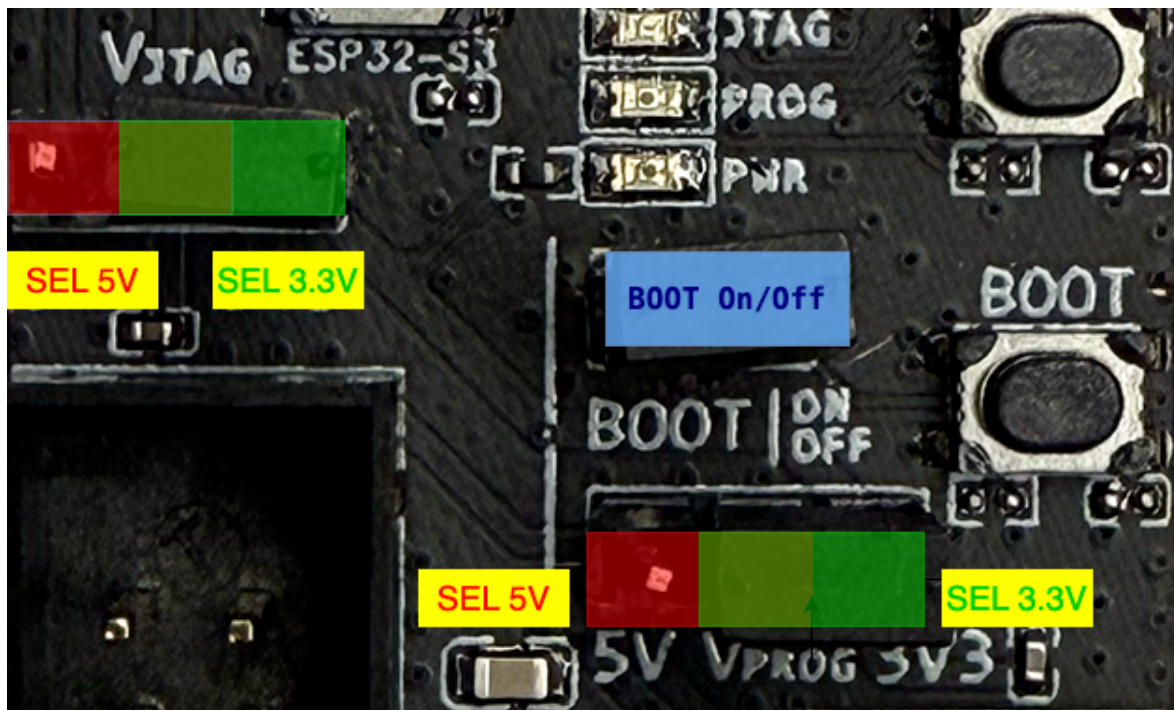 JTAG
VJTAG
ESP32-S3
PROG
PWR
SEL 5V
SEL 3.3V
BOOT On/Off
BOOT
BOOT | ON
OFF
SEL 5V
SEL 3.3V
5V VPROG 3V3